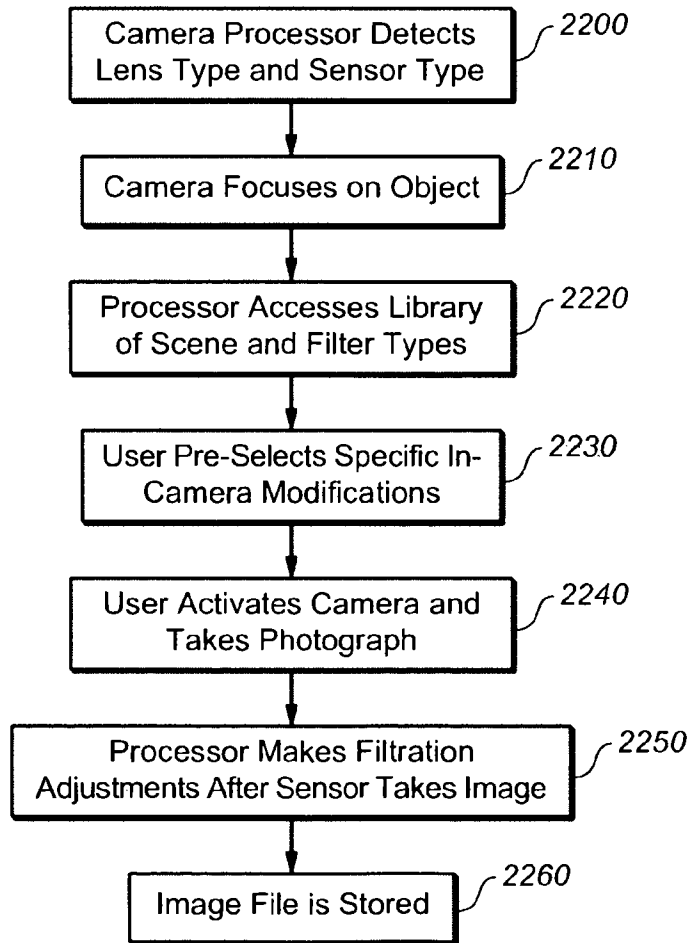 Camera Processor Detects
Lens Type and Sensor Type
2200
Camera Focuses on Object
2210
Processor Accesses Library
of Scene and Filter Types
2220
User Pre-Selects Specific In-
Camera Modifications
2230
User Activates Camera and
Takes Photograph
2240
Processor Makes Filtration
Adjustments After Sensor Takes Image
2250
Image File is Stored
2260